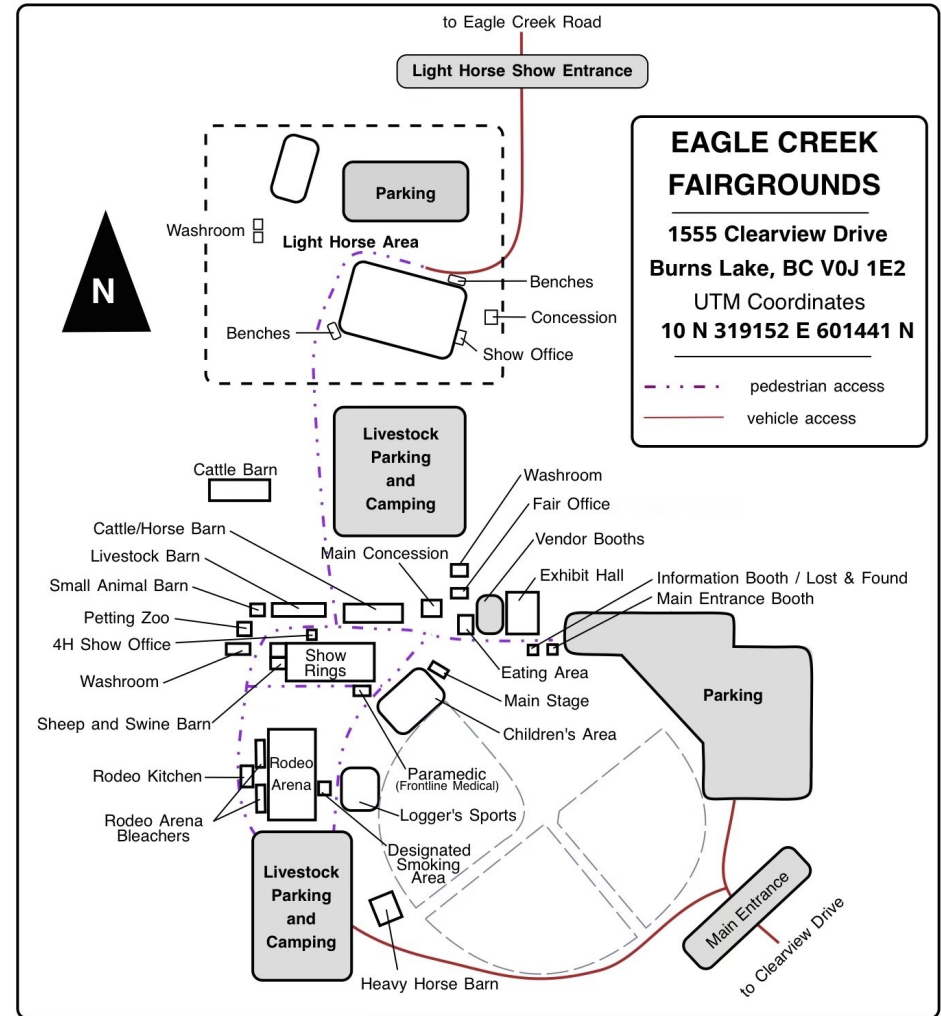 to Eagle Creek Road
Light Horse Show Entrance
EAGLE CREEK
FAIRGROUNDS
1555 Clearview Drive
Burns Lake, BC V0J 1E2
UTM Coordinates
10 N 319152 E 601441 N
pedestrian access
vehicle access
N
Parking
Washroom
Light Horse Area
Benches
Concession
Benches
Show Office
Livestock
Parking
and
Camping
Cattle Barn
Washroom
Fair Office
Vendor Booths
Exhibit Hall
Information Booth / Lost & Found
Main Entrance Booth
Cattle/Horse Barn
Main Concession
Livestock Barn
Small Animal Barn
Petting Zoo
4H Show Office
Washroom
Show
Rings
Sheep and Swine Barn
Eating Area
Main Stage
Children's Area
Parking
Paramedic
(Frontline Medical)
Rodeo Kitchen
Rodeo
Arena
Rodeo Arena
Bleachers
Logger's Sports
Designated
Smoking
Area
Livestock
Parking
and
Camping
Heavy Horse Barn
Main Entrance
to Clearview Drive